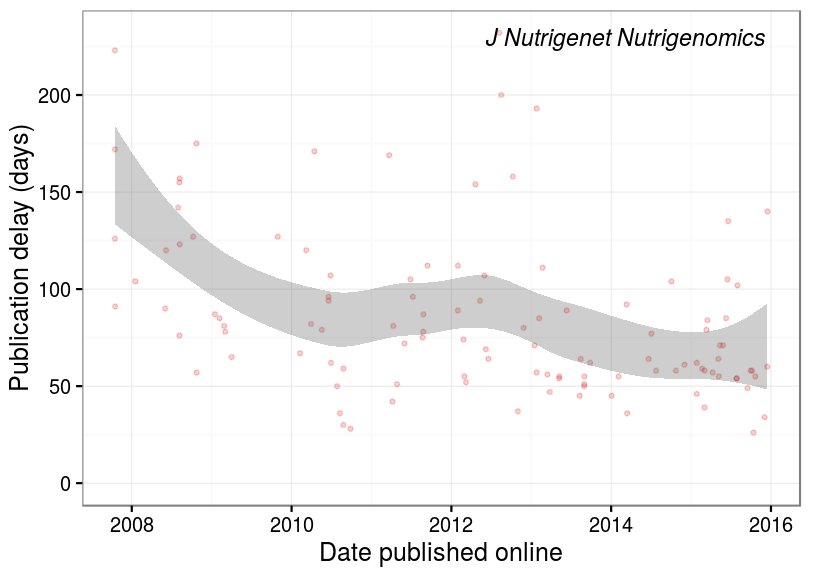 J Nutrigenet Nutrigenomics
200
150
100
50
0
Publication delay (days)
2008 2010 2012 2014 2016
Date published online